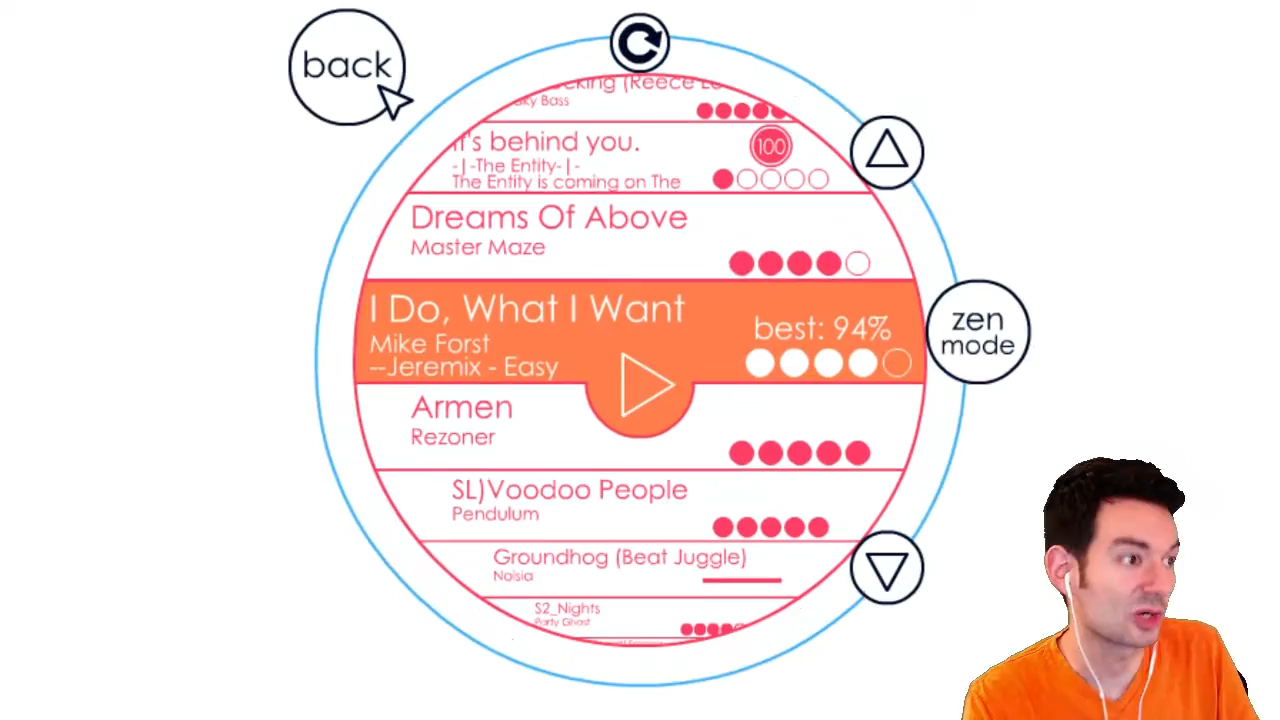 back
(Reece
Bass
It's behind you.
100
-|-The Entity-|-
The Entity is coming on The
Dreams Of Above
Master Maze
I Do, What I Want
best: 94%
Mike Forst
--Jeremix - Easy
zen
mode
Armen
Rezoner
SL)Voodoo People
Pendulum
Groundhog (Beat Juggle)
Noisia
S2_Nights
Party Ghost